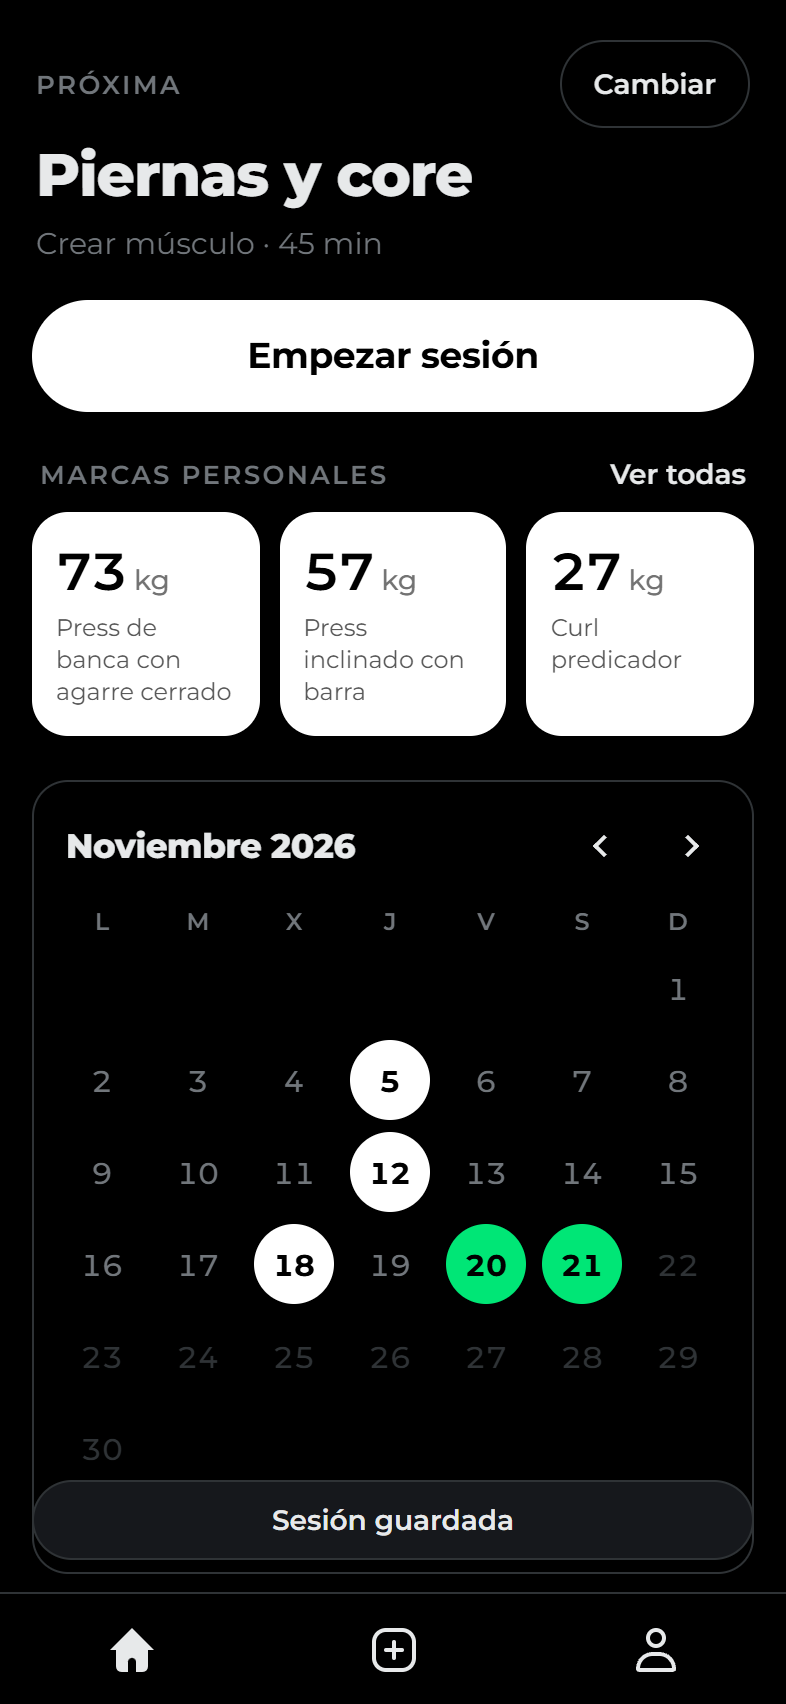 PRÓXIMA
Cambiar
Piernas y core
Crear músculo · 45 min
Empezar sesión
MARCAS PERSONALES
Ver todas
73 kg
Press de
banca con
agarre cerrado
57 kg
Press
inclinado con
barra
27 kg
Curl
predicador
Noviembre 2026
L M X J V S D
1
2 3 4 5 6 7 8
9 10 11 12 13 14 15
16 17 18 19 20 21 22
23 24 25 26 27 28 29
30
Sesión guardada